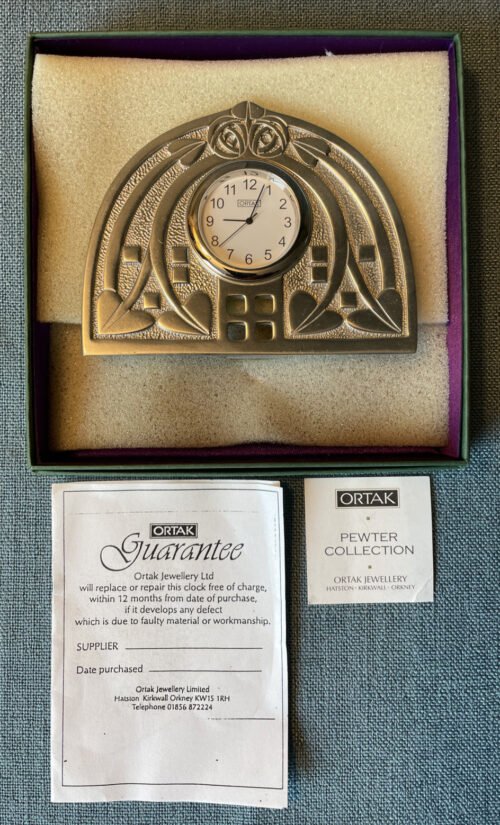 11 12 1
10 ORTAK 2
9 3
8 4
7 6 5
ORTAK
Guarantee
Ortak Jewellery Ltd
will replace or repair this clock free of charge,
within 12 months from date of purchase,
if it develops any defect
which is due to faulty material or workmanship.
SUPPLIER
Date purchased
Ortak Jewellery Limited
Hatston Kirkwall Orkney KW15 1RH
Telephone 01856 872224
ORTAK
PEWTER
COLLECTION
ORTAK JEWELLERY
HATSTON · KIRKWALL · ORKNEY